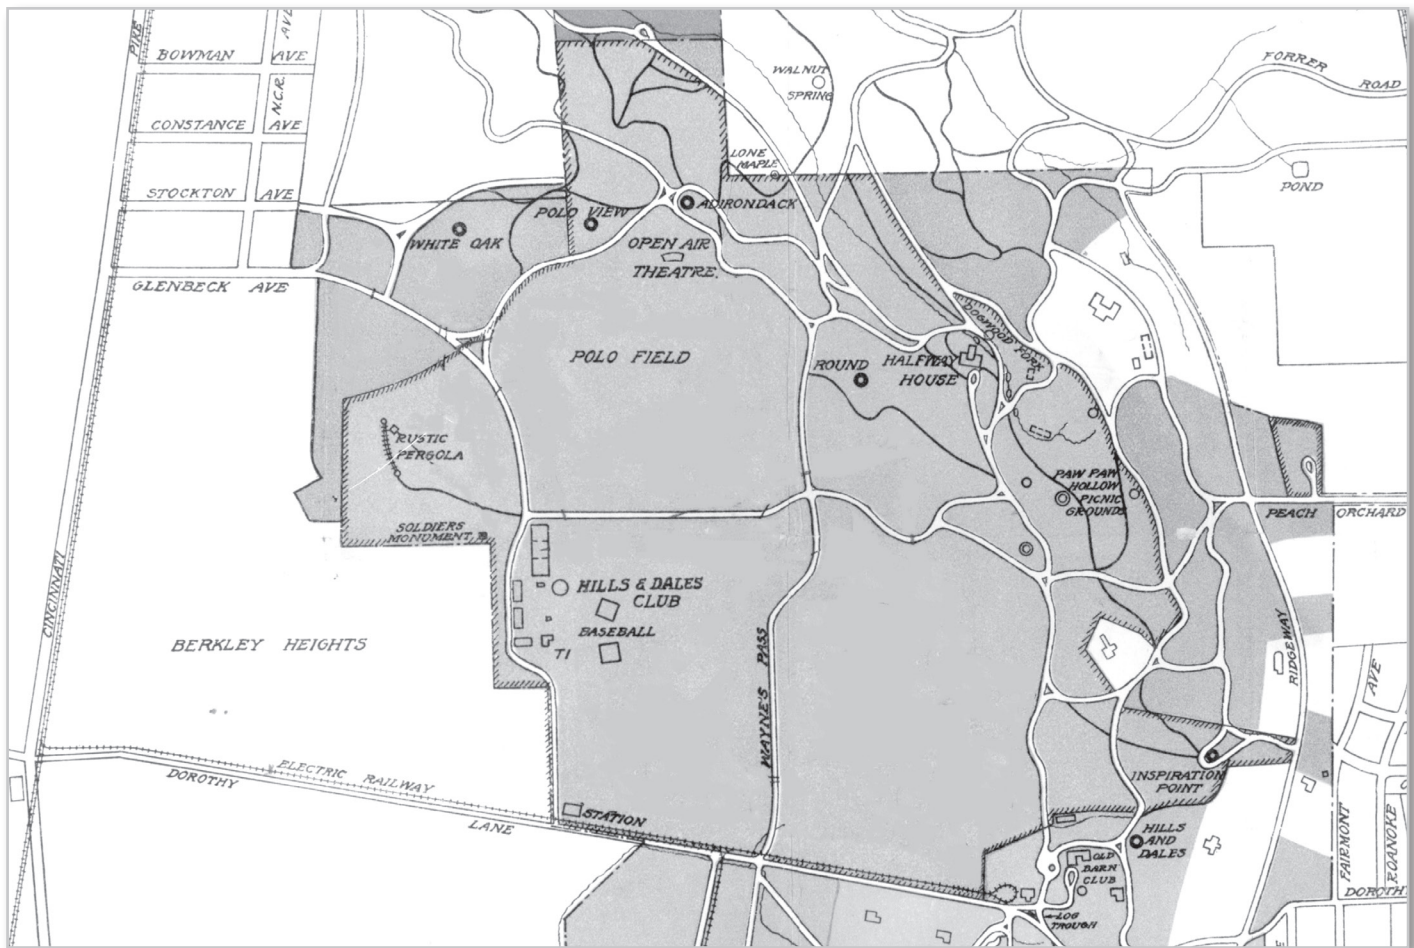 PIKE
BOWMAN AVE
AVE
N.C.R.
CONSTANCE AVE
STOCKTON AVE
GLENBECK AVE
WALNUT
SPRING
FORRER
ROAD
LONE
MAPLE
POND
POLO VIEW
ADIRONDACK
WHITE OAK
OPEN AIR
THEATRE.
DOGWOOD FORK
POLO FIELD
ROUND
HALFWAY
HOUSE
RUSTIC
PERGOLA
PAW PAW
HOLLOW
PICNIC
GROUNDS
PEACH ORCHARD
SOLDIERS
MONUMENT
CINCINNATI
HILLS & DALES
CLUB
BASEBALL
T1
BERKLEY HEIGHTS
WAYNE'S PASS
RIDGEWAY
AVE
ELECTRIC RAILWAY
DOROTHY
LANE
STATION
INSPIRATION
POINT
HILLS
AND
DALES
OLD
BARN
CLUB
LOG
TROUGH
FAIRMONT
ROANOKE
DOROTH